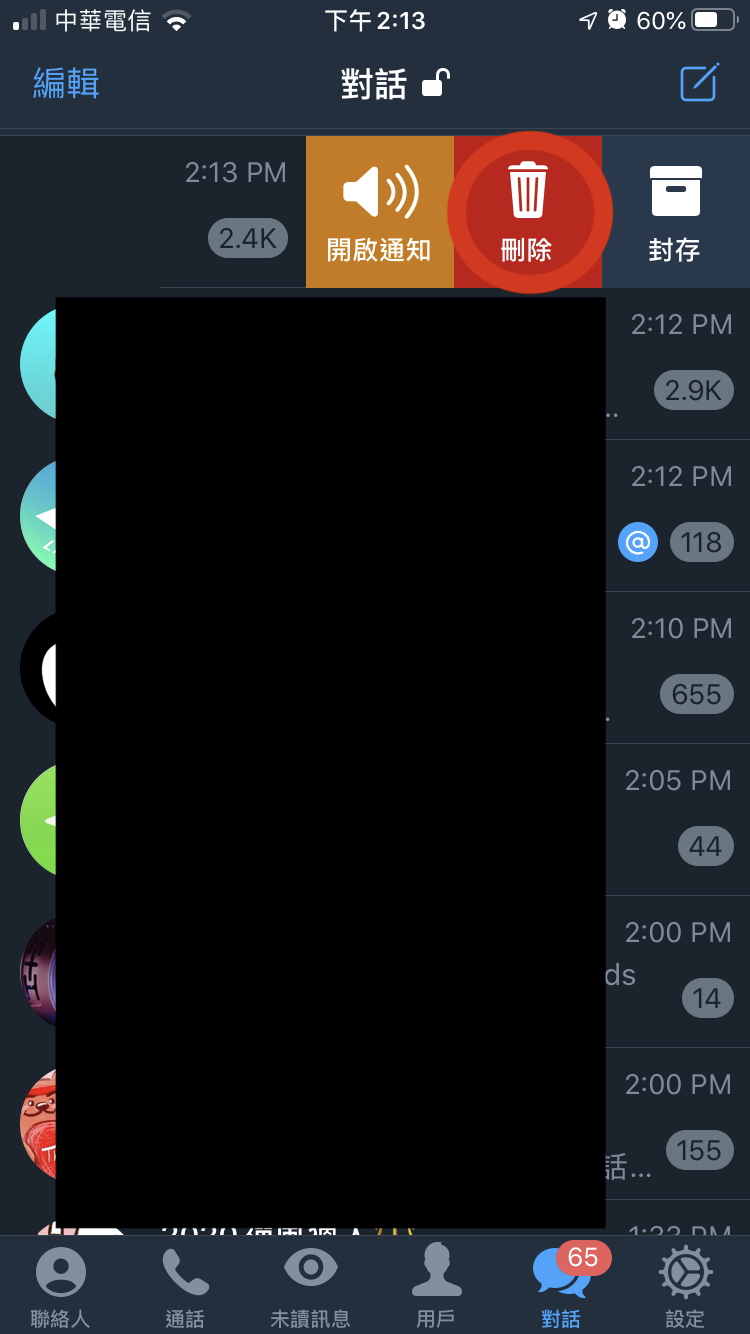 中華電信 下午2:13 60%
編輯 對話
2:13 PM
2.4K
開啟通知 刪除 封存
2:12 PM
2.9K
..
2:12 PM
@ 118
2:10 PM
655
.
2:05 PM
44
2:00 PM
ds
14
2:00 PM
155
話...
1:33 PM
65
聯絡人 通話 未讀訊息 用戶 對話 設定